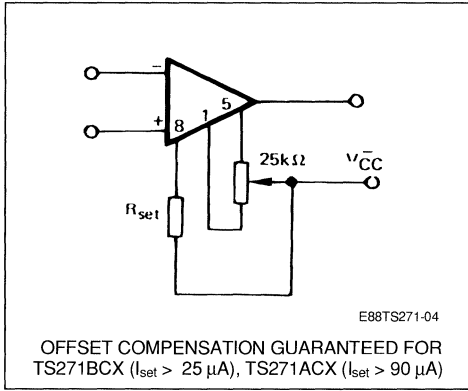 −
+
8
1
5
25kΩ
V̄CC
Rset
E88TS271-04
OFFSET COMPENSATION GUARANTEED FOR
TS271BCX (Iset > 25 μA), TS271ACX (Iset > 90 μA)